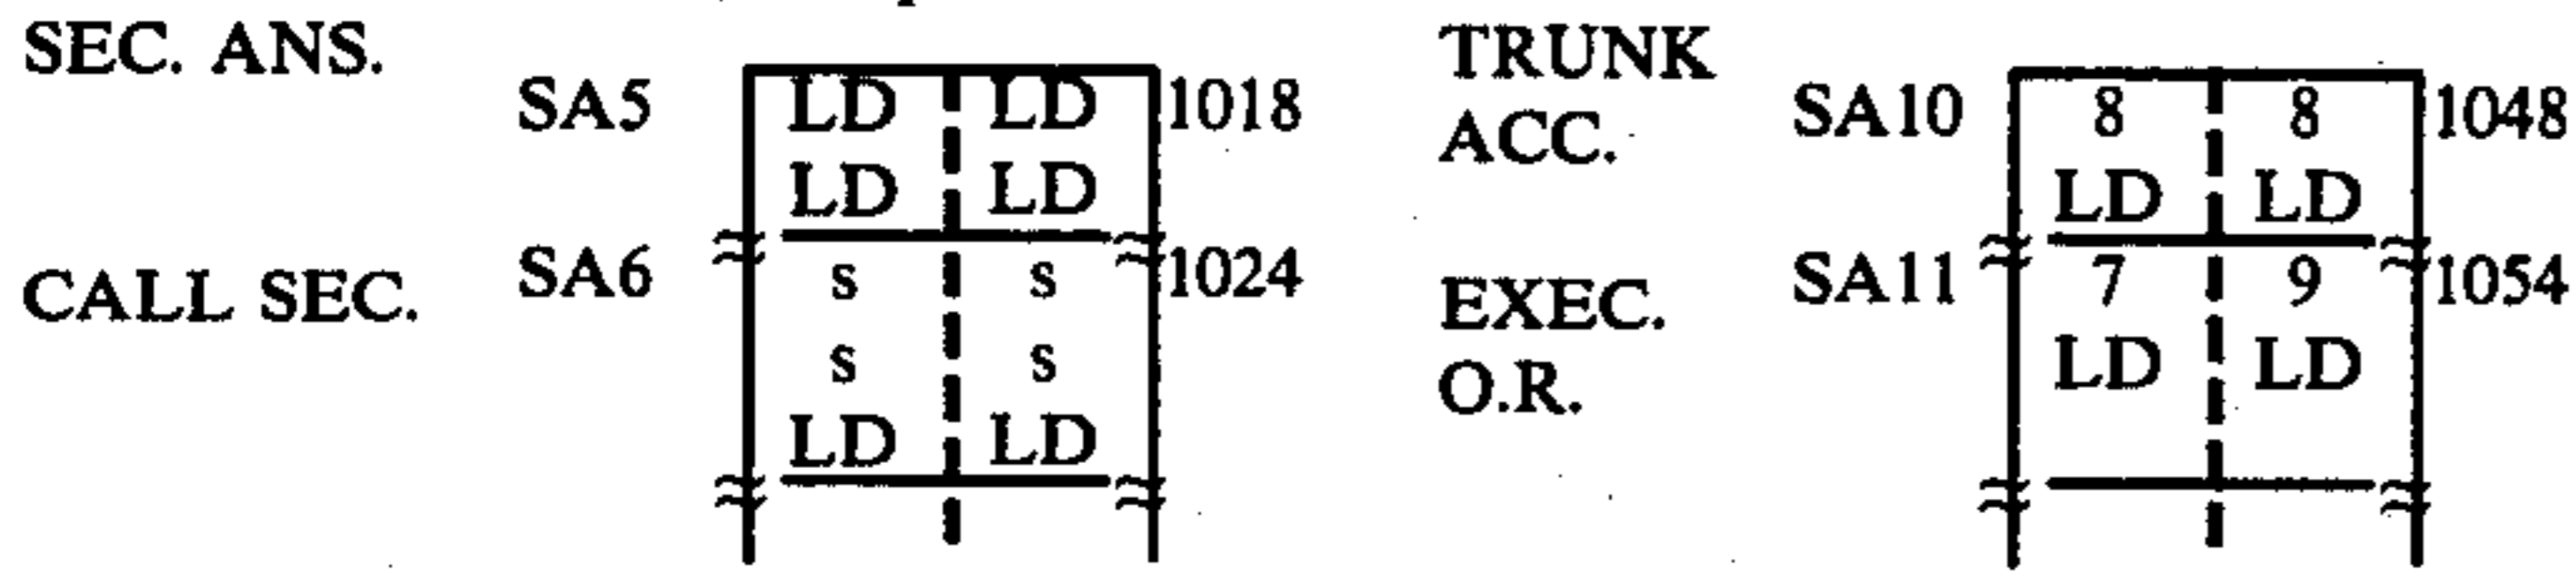 SEC. ANS.
SA5 LD LD 1018
LD LD
CALL SEC.
SA6 s s 1024
s s
LD LD
TRUNK
ACC.
SA10 8 8 1048
LD LD
EXEC.
O.R.
SA11 7 9 1054
LD LD